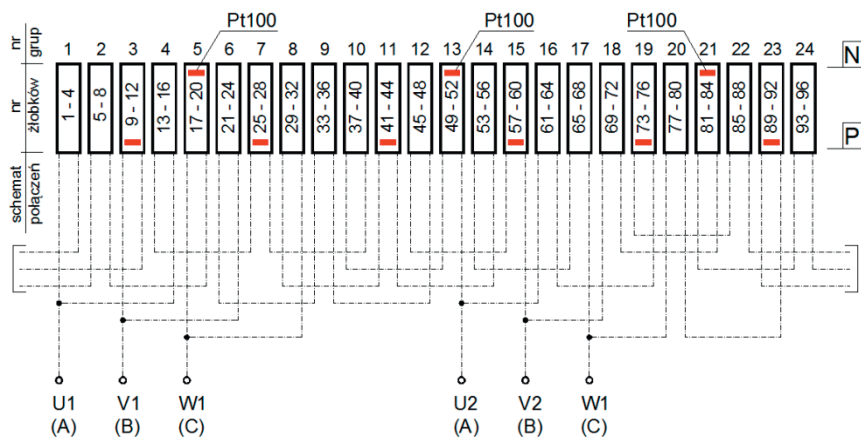 Pt100 Pt100 Pt100
nr grup 1 2 3 4 5 6 7 8 9 10 11 12 13 14 15 16 17 18 19 20 21 22 23 24 N
nr żłobków 1 - 4 5 - 8 9 - 12 13 - 16 17 - 20 21 - 24 25 - 28 29 - 32 33 - 36 37 - 40 41 - 44 45 - 48 49 - 52 53 - 56 57 - 60 61 - 64 65 - 68 69 - 72 73 - 76 77 - 80 81 - 84 85 - 88 89 - 92 93 - 96 P
schemat połączeń
U1 V1 W1 U2 V2 W1
(A) (B) (C) (A) (B) (C)